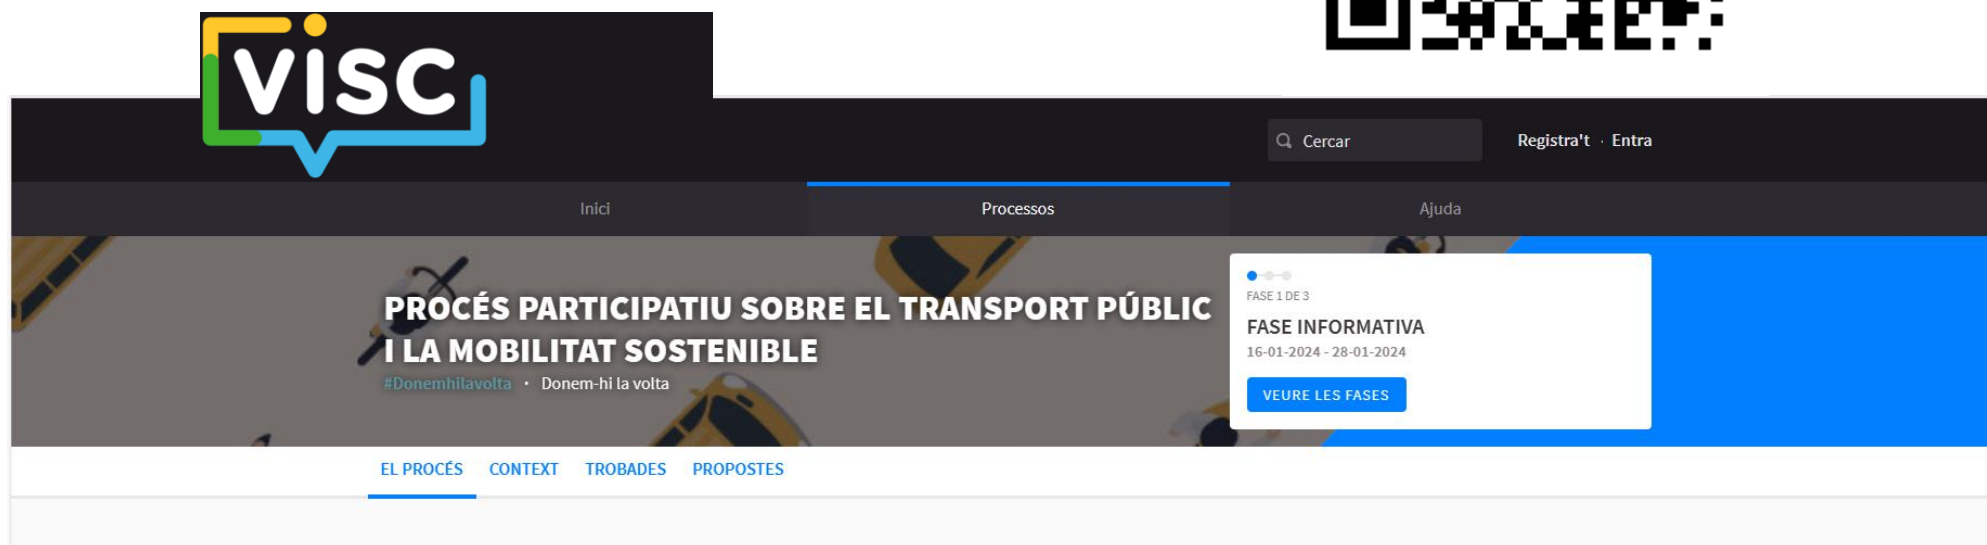 VISC
Cercar
Registra't · Entra
Inici
Processos
Ajuda
PROCÉS PARTICIPATIU SOBRE EL TRANSPORT PÚBLIC
I LA MOBILITAT SOSTENIBLE
#Donemhilavolta · Donem-hi la volta
FASE 1 DE 3
FASE INFORMATIVA
16-01-2024 - 28-01-2024
VEURE LES FASES
EL PROCÉS CONTEXT TROBADES PROPOSTES